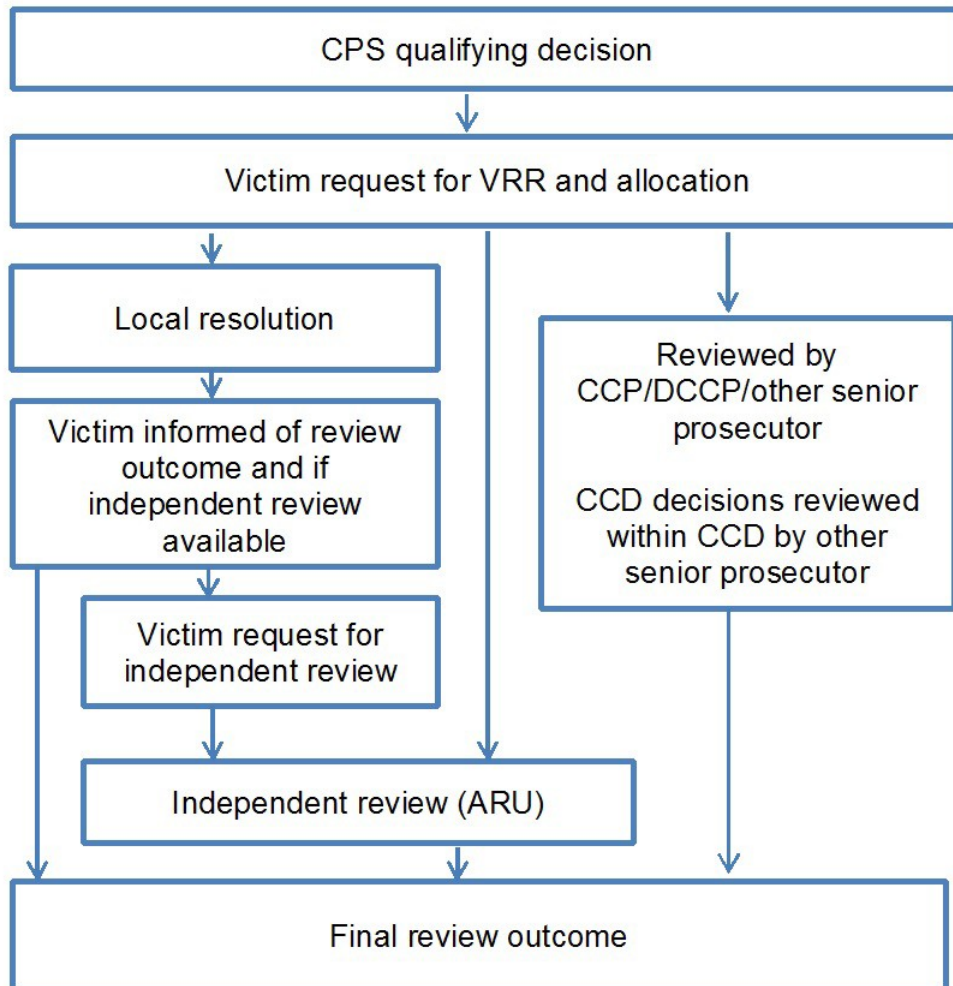 CPS qualifying decision
Victim request for VRR and allocation
Local resolution
Victim informed of review
outcome and if
independent review
available
Victim request for
independent review
Independent review (ARU)
Reviewed by
CCP/DCCP/other senior
prosecutor
CCD decisions reviewed
within CCD by other
senior prosecutor
Final review outcome